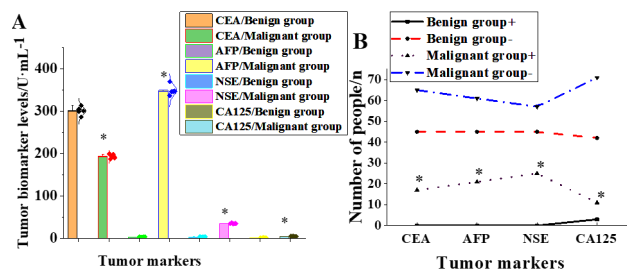 A
Tumor biomarker levels/U·mL-1
400
300
200
100
0
*
*
*
*
CEA/Benign group
CEA/Malignant group
AFP/Benign group
AFP/Malignant group
NSE/Benign group
NSE/Malignant group
CA125/Benign group
CA125/Malignant group
Tumor markers
B
Number of people/n
70
60
50
40
30
20
10
0
Benign group+
Benign group-
Malignant group+
Malignant group-
*
*
*
*
CEA
AFP
NSE
CA125
Tumor markers